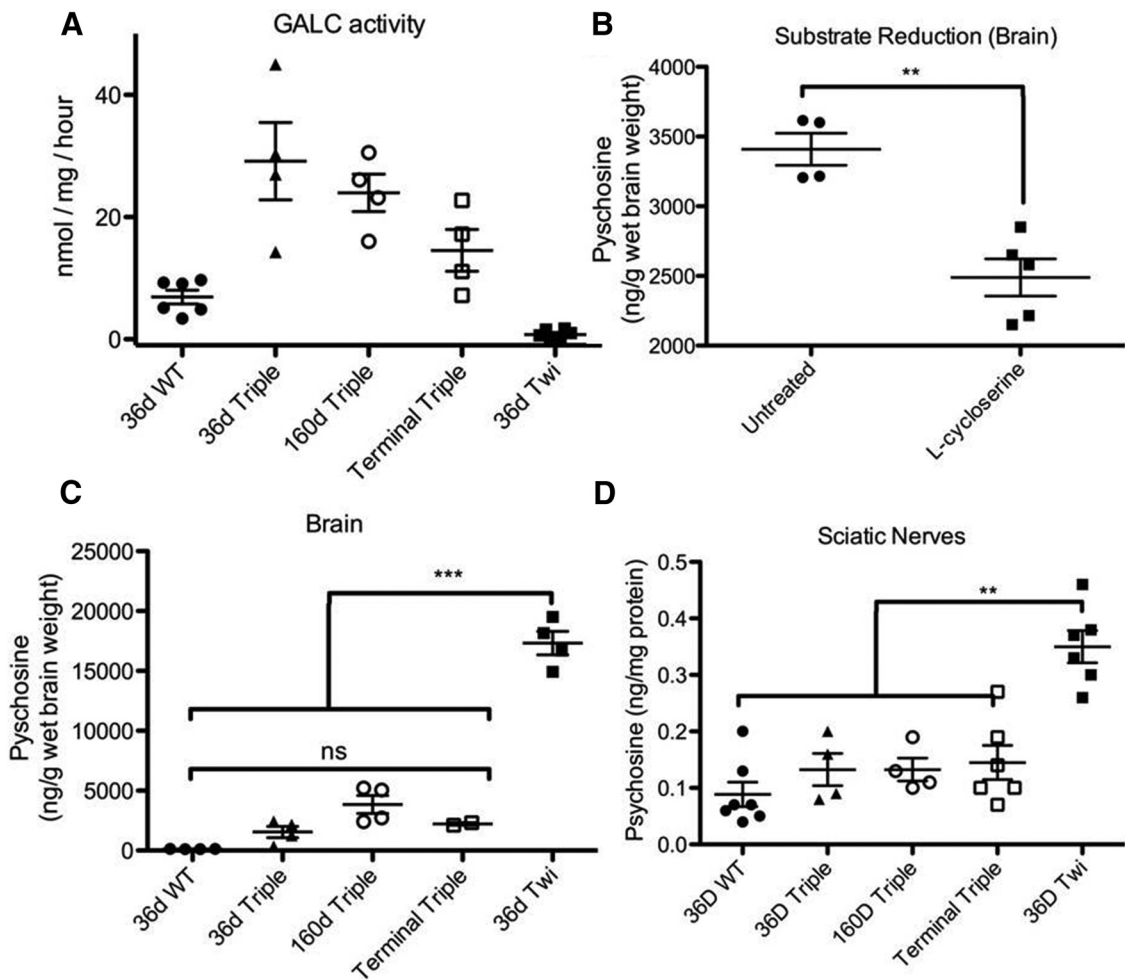 A
GALC activity
nmol / mg / hour
40
20
0
36d WT
36d Triple
160d Triple
Terminal Triple
36d Twi
B
Substrate Reduction (Brain)
Pyschosine
(ng/g wet brain weight)
4000
3500
3000
2500
2000
**
Untreated
L-cycloserine
C
Brain
Pyschosine
(ng/g wet brain weight)
25000
20000
15000
10000
5000
0
***
ns
36d WT
36d Triple
160d Triple
Terminal Triple
36d Twi
D
Sciatic Nerves
Psychosine (ng/mg protein)
0.5
0.4
0.3
0.2
0.1
0.0
**
36D WT
36D Triple
160D Triple
Terminal Triple
36D Twi